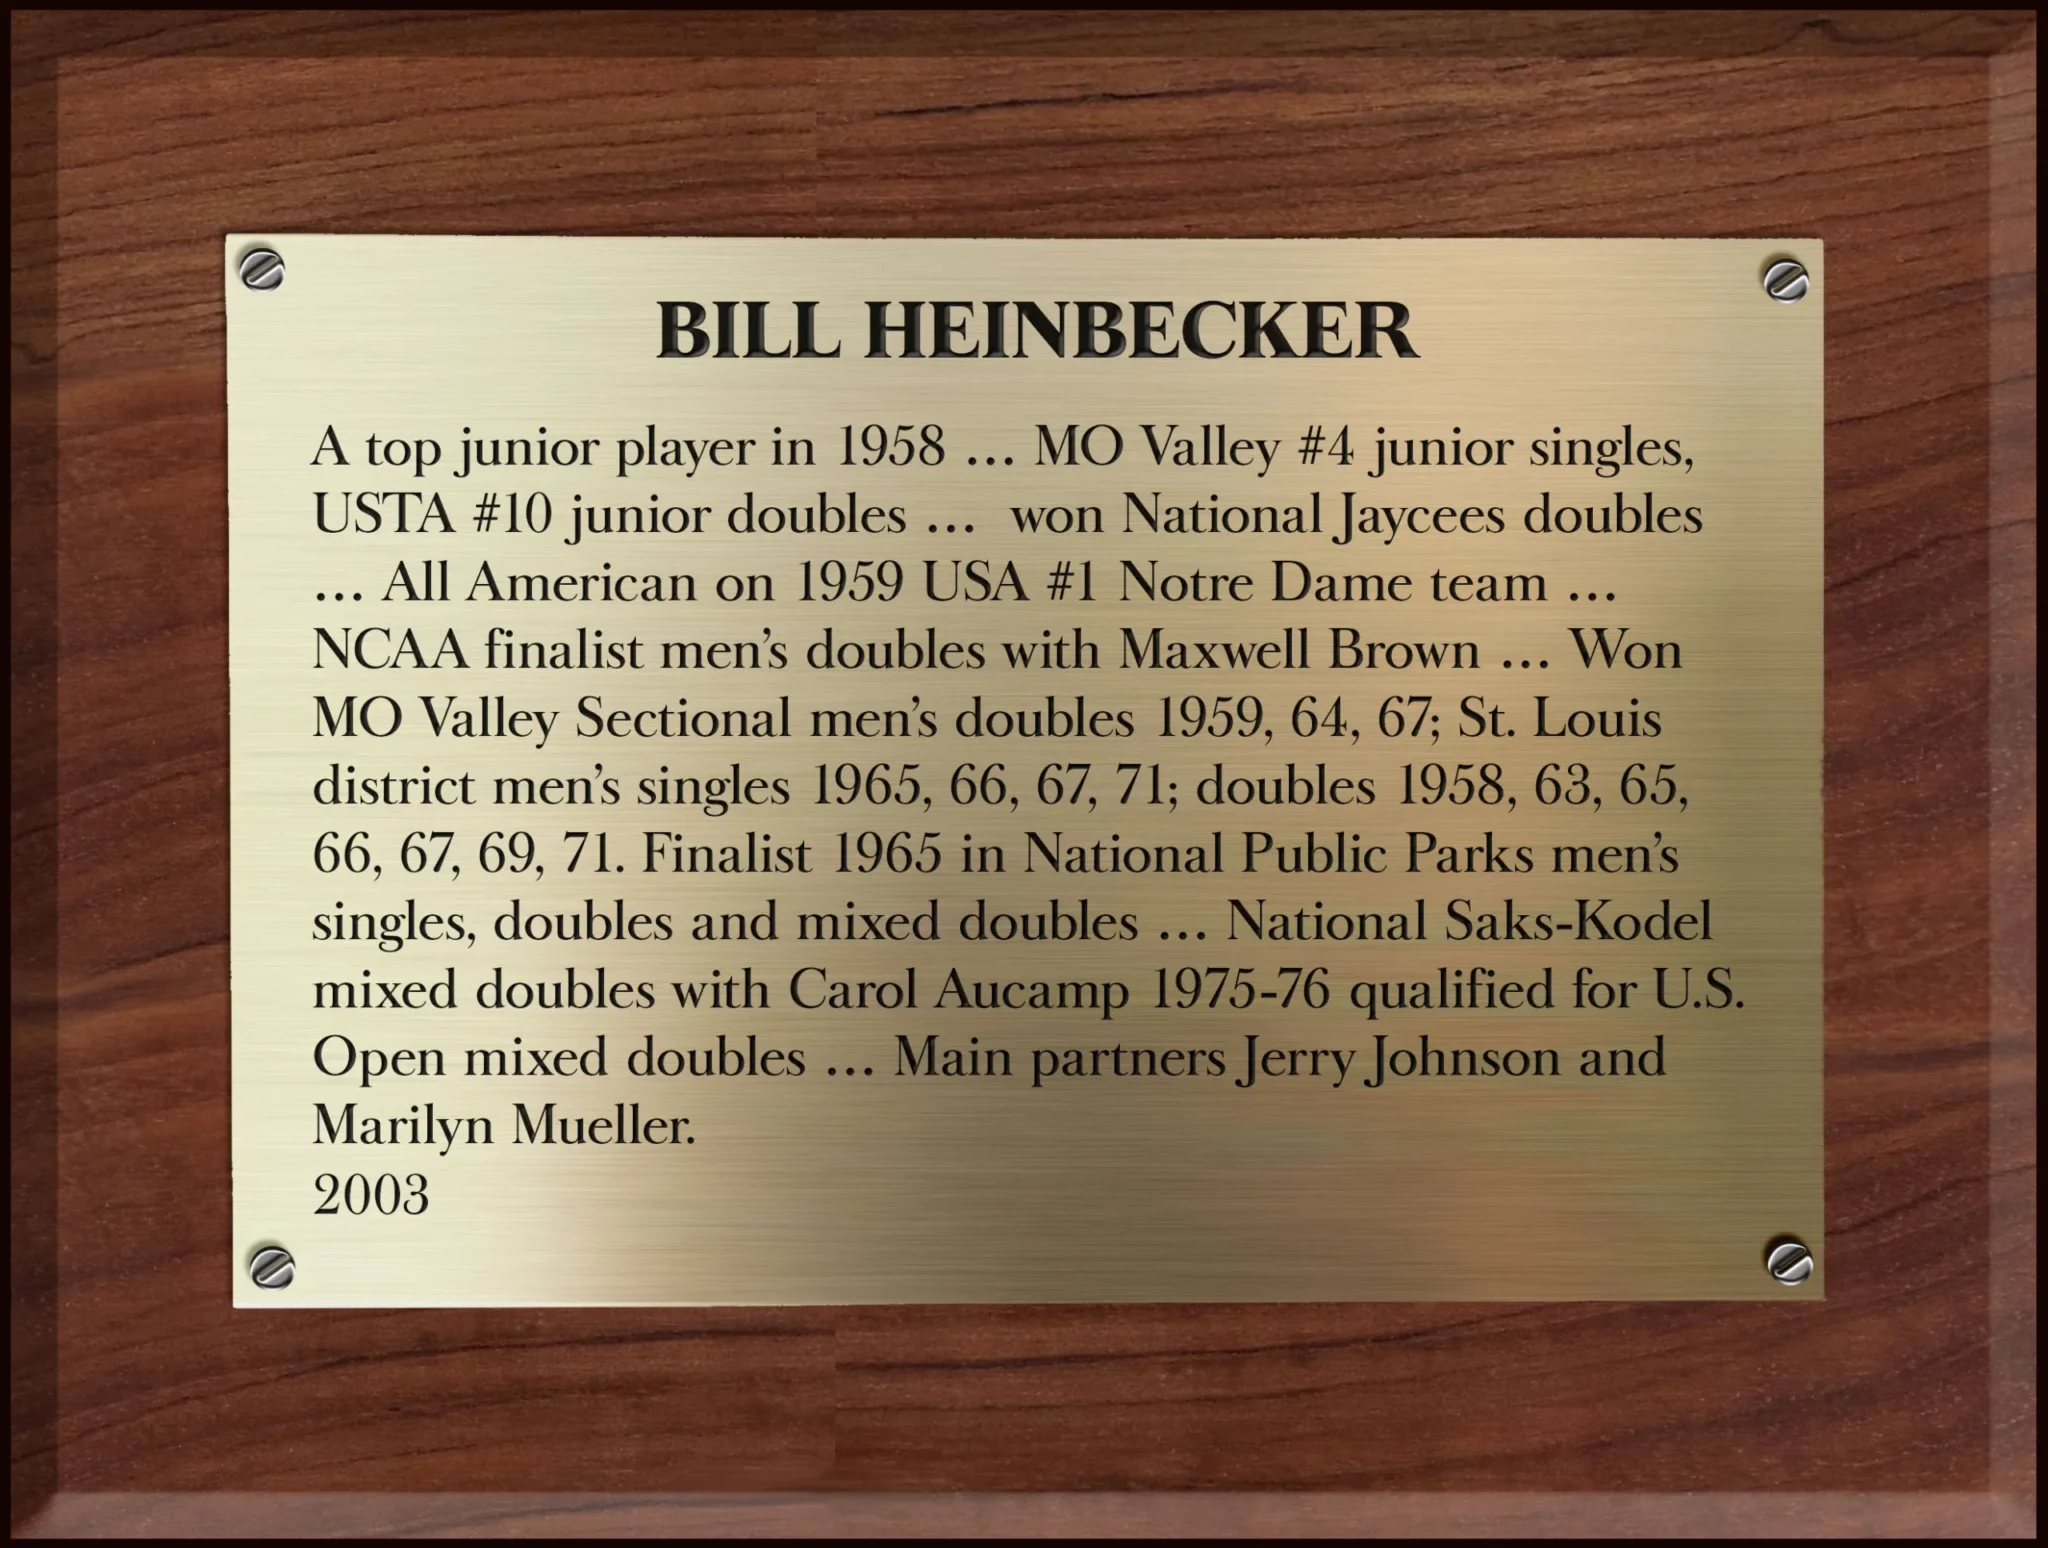 BILL HEINBECKER
A top junior player in 1958 … MO Valley #4 junior singles,
USTA #10 junior doubles …  won National Jaycees doubles
… All American on 1959 USA #1 Notre Dame team …
NCAA finalist men’s doubles with Maxwell Brown … Won
MO Valley Sectional men’s doubles 1959, 64, 67; St. Louis
district men’s singles 1965, 66, 67, 71; doubles 1958, 63, 65,
66, 67, 69, 71. Finalist 1965 in National Public Parks men’s
singles, doubles and mixed doubles … National Saks-Kodel
mixed doubles with Carol Aucamp 1975-76 qualified for U.S.
Open mixed doubles … Main partners Jerry Johnson and
Marilyn Mueller.
2003